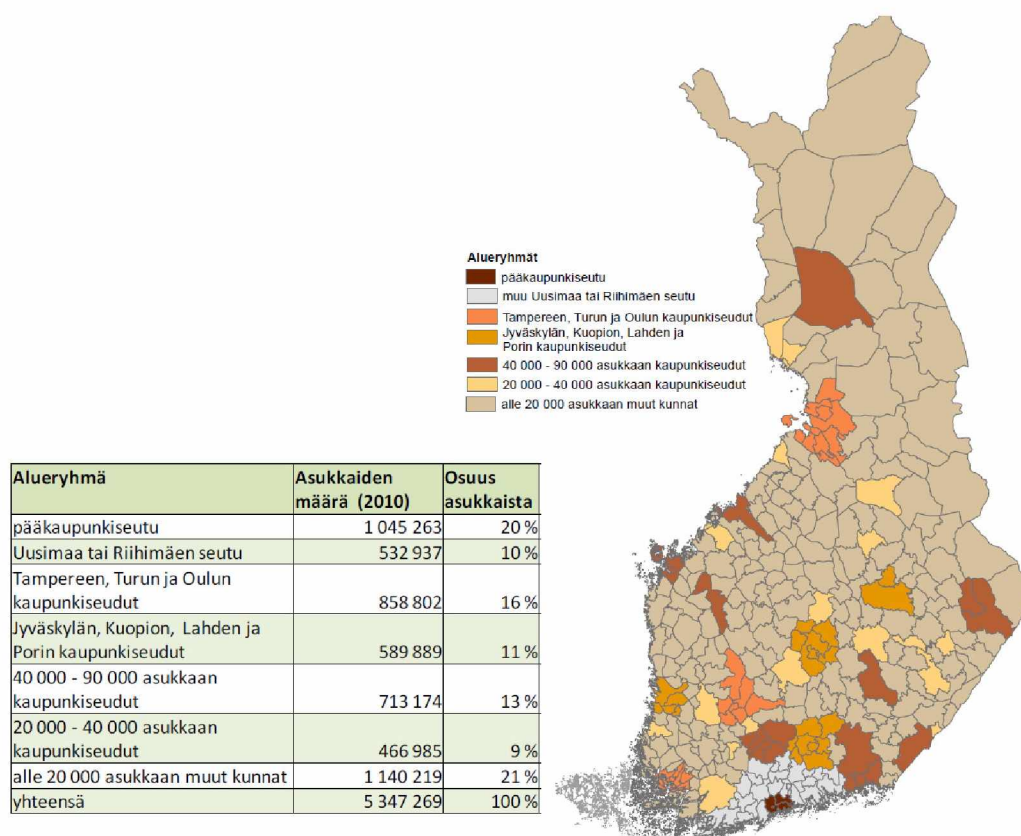 Alueryhmät
pääkaupunkiseutu
muu Uusimaa tai Riihimäen seutu
Tampereen, Turun ja Oulun kaupunkiseudut
Jyväskylän, Kuopion, Lahden ja
Porin kaupunkiseudut
40 000 - 90 000 asukkaan kaupunkiseudut
20 000 - 40 000 asukkaan kaupunkiseudut
alle 20 000 asukkaan muut kunnat
Alueryhmä Asukkaiden määrä (2010) Osuus asukkaista
pääkaupunkiseutu 1 045 263 20 %
Uusimaa tai Riihimäen seutu 532 937 10 %
Tampereen, Turun ja Oulun
kaupunkiseudut 858 802 16 %
Jyväskylän, Kuopion, Lahden ja
Porin kaupunkiseudut 589 889 11 %
40 000 - 90 000 asukkaan
kaupunkiseudut 713 174 13 %
20 000 - 40 000 asukkaan
kaupunkiseudut 466 985 9 %
alle 20 000 asukkaan muut kunnat 1 140 219 21 %
yhteensä 5 347 269 100 %